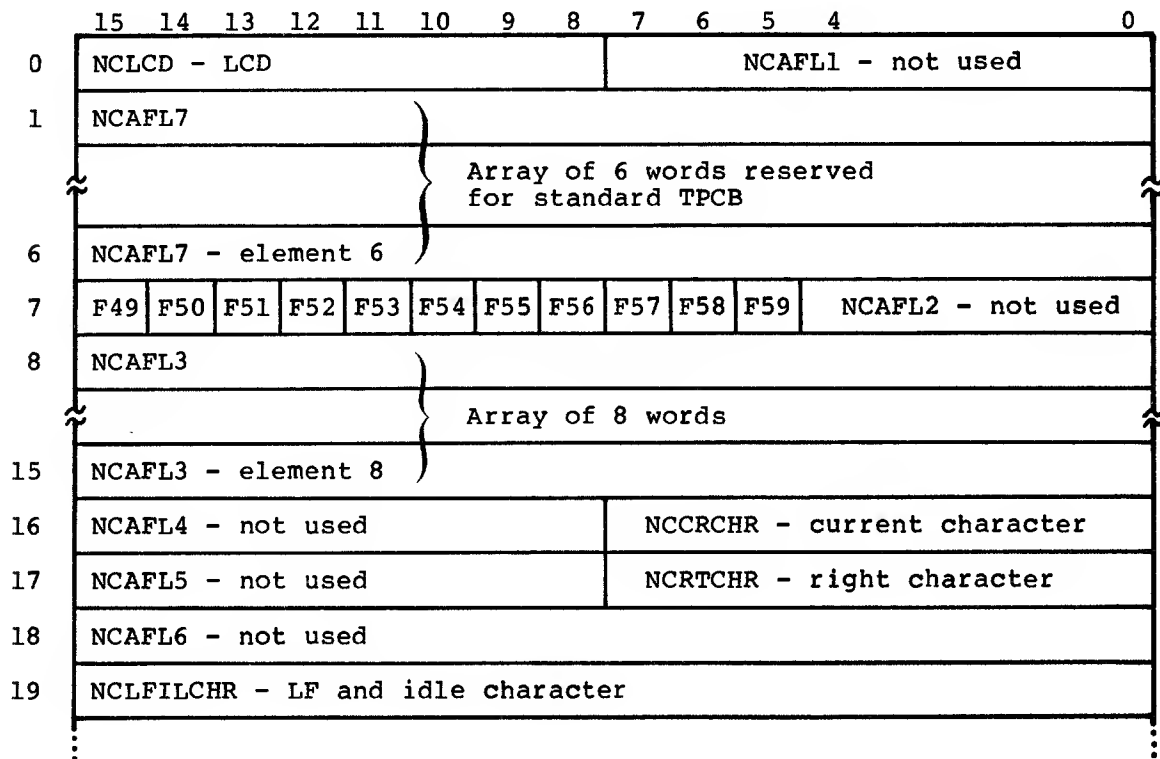 15 14 13 12 11 10 9 8 7 6 5 4 0
0 NCLCD - LCD NCAFL1 - not used
1 NCAFL7
Array of 6 words reserved
for standard TPCB
6 NCAFL7 - element 6
7 F49 F50 F51 F52 F53 F54 F55 F56 F57 F58 F59 NCAFL2 - not used
8 NCAFL3
Array of 8 words
15 NCAFL3 - element 8
16 NCAFL4 - not used NCCRCHR - current character
17 NCAFL5 - not used NCRTCHR - right character
18 NCAFL6 - not used
19 NCLFILCHR - LF and idle character